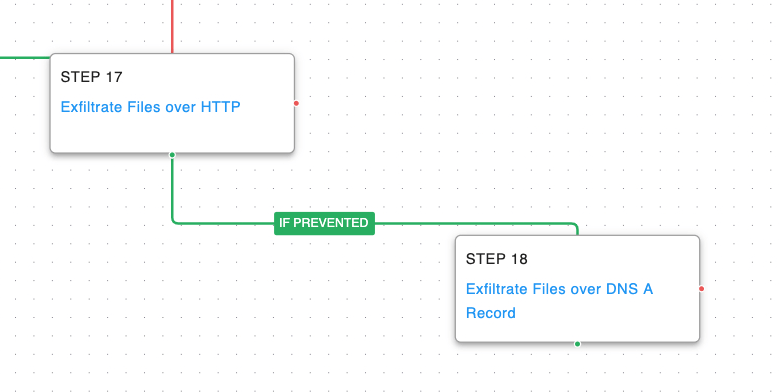 STEP 17
Exfiltrate Files over HTTP
IF PREVENTED
STEP 18
Exfiltrate Files over DNS A
Record